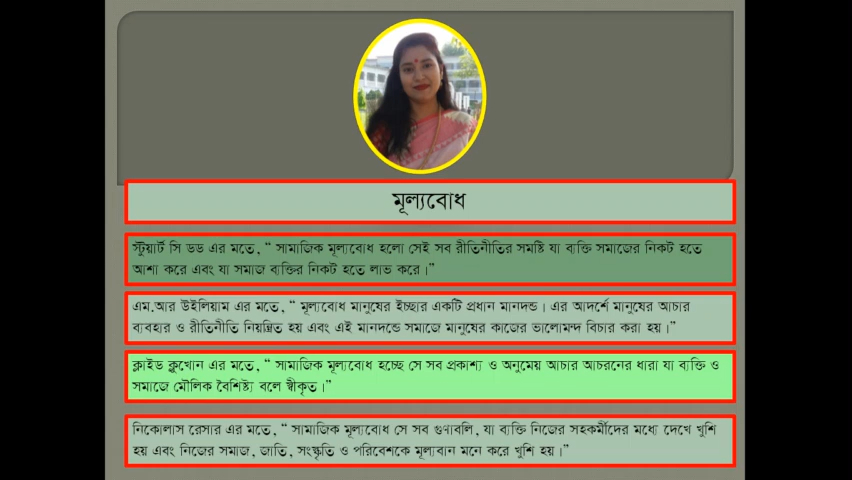 মূল্যবোধ
স্টুয়ার্ট সি ডড এর মতে, “ সামাজিক মূল্যবোধ হলো সেই সব রীতিনীতির সমষ্টি যা ব্যক্তি সমাজের নিকট হতে
আশা করে এবং যা সমাজ ব্যক্তির নিকট হতে লাভ করে।”
এম.আর উইলিয়াম এর মতে, “ মূল্যবোধ মানুষের ইচ্ছার একটি প্রধান মানদন্ড। এর আদর্শে মানুষের আচার
ব্যবহার ও রীতিনীতি নিয়ন্ত্রিত হয় এবং এই মানদন্ডে সমাজে মানুষের কাজের ভালোমন্দ বিচার করা হয়।”
ক্লাইড ক্লুখোন এর মতে, “ সামাজিক মূল্যবোধ হচ্ছে সে সব প্রকাশ্য ও অনুমেয় আচার আচরনের ধারা যা ব্যক্তি ও
সমাজে মৌলিক বৈশিষ্ট্য বলে স্বীকৃত।”
নিকোলাস রেসার এর মতে, “ সামাজিক মূল্যবোধ সে সব গুণাবলি, যা ব্যক্তি নিজের সহকর্মীদের মধ্যে দেখে খুশি
হয় এবং নিজের সমাজ, জাতি, সংস্কৃতি ও পরিবেশকে মূল্যবান মনে করে খুশি হয়।”